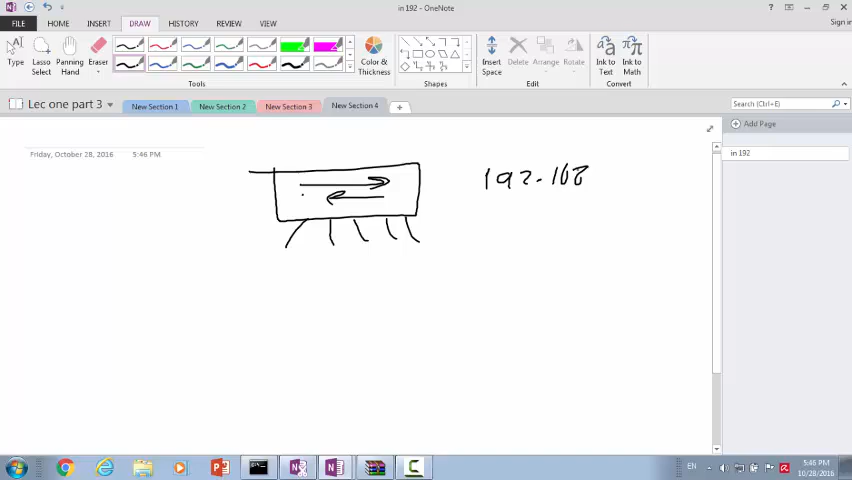 in 192 - OneNote
FILE HOME INSERT DRAW HISTORY REVIEW VIEW Sign in
Type Lasso Select Panning Hand Eraser Color & Thickness Insert Space Delete Arrange Rotate Ink to Text Ink to Math
Tools Shapes Edit Convert
Lec one part 3 New Section 1 New Section 2 New Section 3 New Section 4 Search (Ctrl+E)
Add Page
Friday, October 28, 2016 5:46 PM
in 192
192.168
EN 5:46 PM
10/28/2016